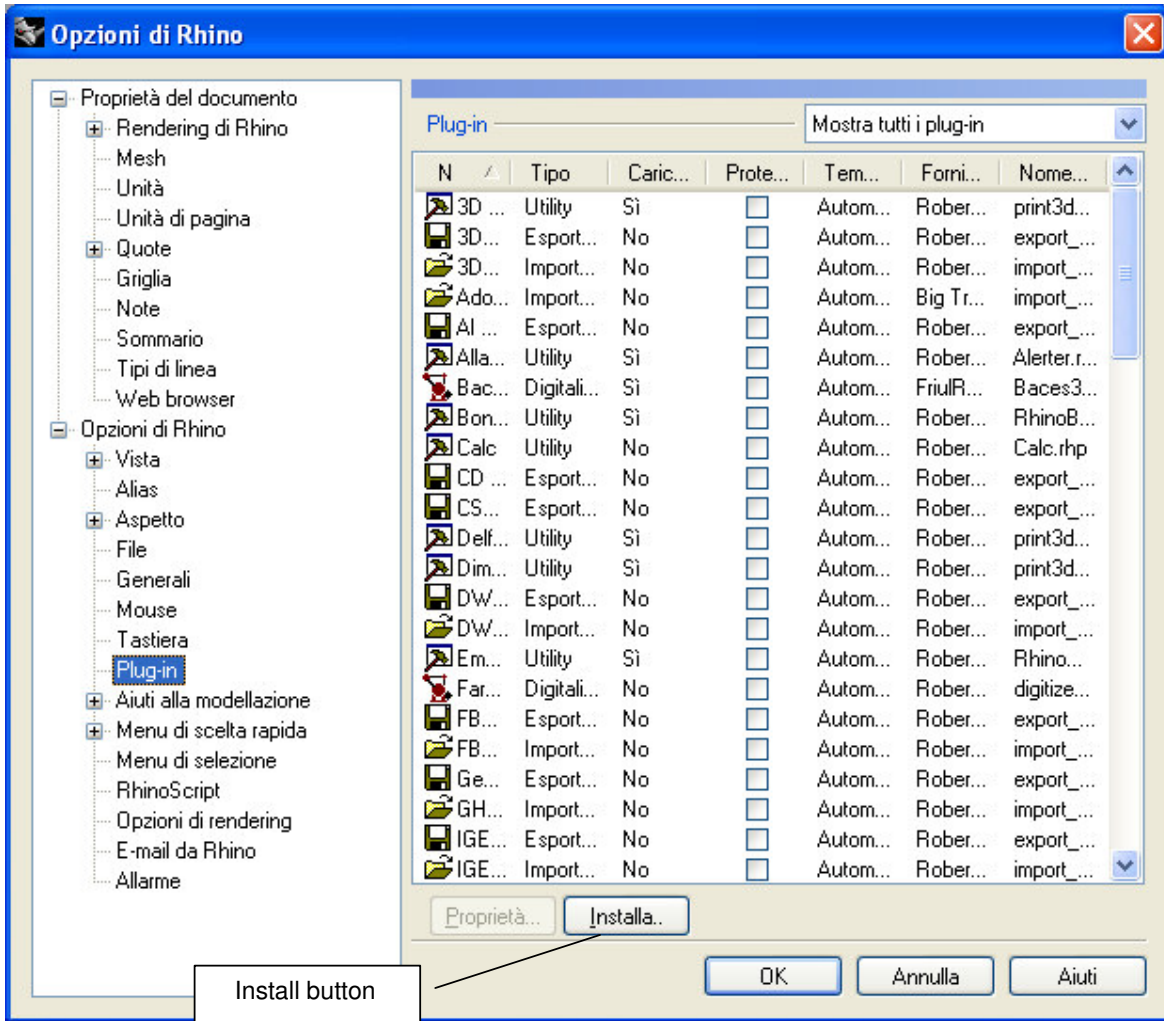 Opzioni di Rhino
Proprietà del documento
Rendering di Rhino
Mesh
Unità
Unità di pagina
Quote
Griglia
Note
Sommario
Tipi di linea
Web browser
Opzioni di Rhino
Vista
Alias
Aspetto
File
Generali
Mouse
Tastiera
Plug-in
Aiuti alla modellazione
Menu di scelta rapida
Menu di selezione
RhinoScript
Opzioni di rendering
E-mail da Rhino
Allarme
Plug-in Mostra tutti i plug-in
N Tipo Caric... Prote... Tem... Forni... Nome...
3D ... Utility Sì Autom... Rober... print3d...
3D... Esport... No Autom... Rober... export_...
3D... Import... No Autom... Rober... import_...
Ado... Import... No Autom... Big Tr... import_...
AI ... Esport... No Autom... Rober... export_...
Alla... Utility Sì Autom... Rober... Alerter.r...
Bac... Digitali... Sì Autom... FriulR... Baces3...
Bon... Utility Sì Autom... Rober... RhinoB...
Calc Utility No Autom... Rober... Calc.rhp
CD ... Esport... No Autom... Rober... export_...
CS... Esport... No Autom... Rober... export_...
Delf... Utility Sì Autom... Rober... print3d...
Dim... Utility Sì Autom... Rober... print3d...
DW... Esport... No Autom... Rober... export_...
DW... Import... No Autom... Rober... import_...
Em... Utility Sì Autom... Rober... Rhino...
Far... Digitali... No Autom... Rober... digitize...
FB... Esport... No Autom... Rober... export_...
FB... Import... No Autom... Rober... import_...
Ge... Esport... No Autom... Rober... export_...
GH... Import... No Autom... Rober... import_...
IGE... Esport... No Autom... Rober... export_...
IGE... Import... No Autom... Rober... import_...
Proprietà... Installa..
Install button
OK Annulla Aiuti